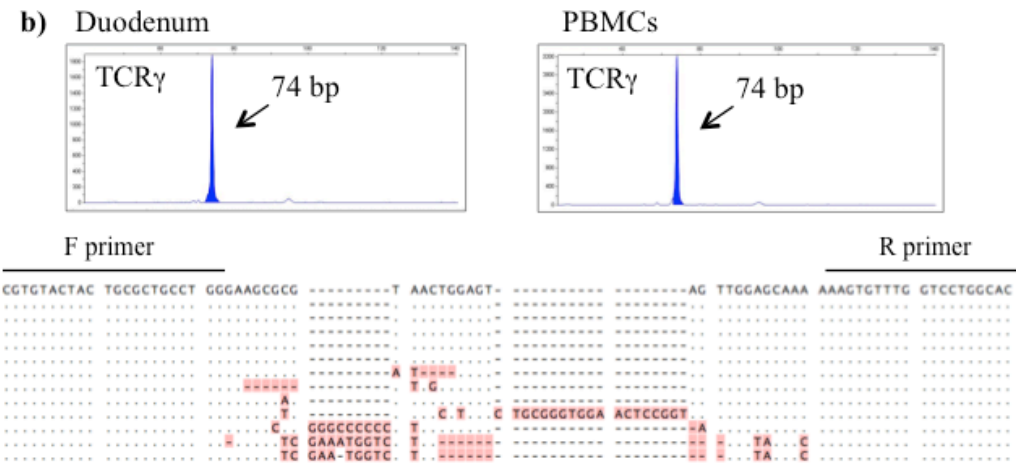 b) Duodenum PBMCs
TCRγ 74 bp TCRγ 74 bp
F primer R primer
CGTGTACTAC TGCGCTGCCT GGGAAGCGCG ---------T AACTGGAGT- ---------- --------AG TTGGAGCAAA AAAGTGTTTG GTCCTGGCAC
.......... .......... .......... ---------. .........- ---------- --------.. .......... .......... ..........
.......... .......... .......... ---------. .........- ---------- --------.. .......... .......... ..........
.......... .......... .......... ---------. .........- ---------- --------.. .......... .......... ..........
.......... .......... .......... ---------. .........- ---------- --------.. .......... .......... ..........
.......... .......... .......... ---------. .........- ---------- --------.. .......... .......... ..........
.......... .......... .......... ---------A T----....- ---------- --------.. .......... .......... ..........
.......... .......... ....------ ---------. T.G......- ---------- --------.. .......... .......... ..........
.......... .......... ........A. ---------. .........- ---------- --------.. .......... .......... ..........
.......... .......... ........T. ---------. ...C.T...C TGCGGGTGGA ACTCCGGT.. .......... .......... ..........
.......... .......... .......C.. GGGCCCCCC. T........- ---------- ---------A .......... .......... ..........
.......... .......... ..-.....TC GAAATGGTC. T..------- ---------- ---------- -...TA...C .......... ..........
.......... .......... ........TC GAA-TGGTC. T..------- ---------- ---------- -...TA...C .......... ..........